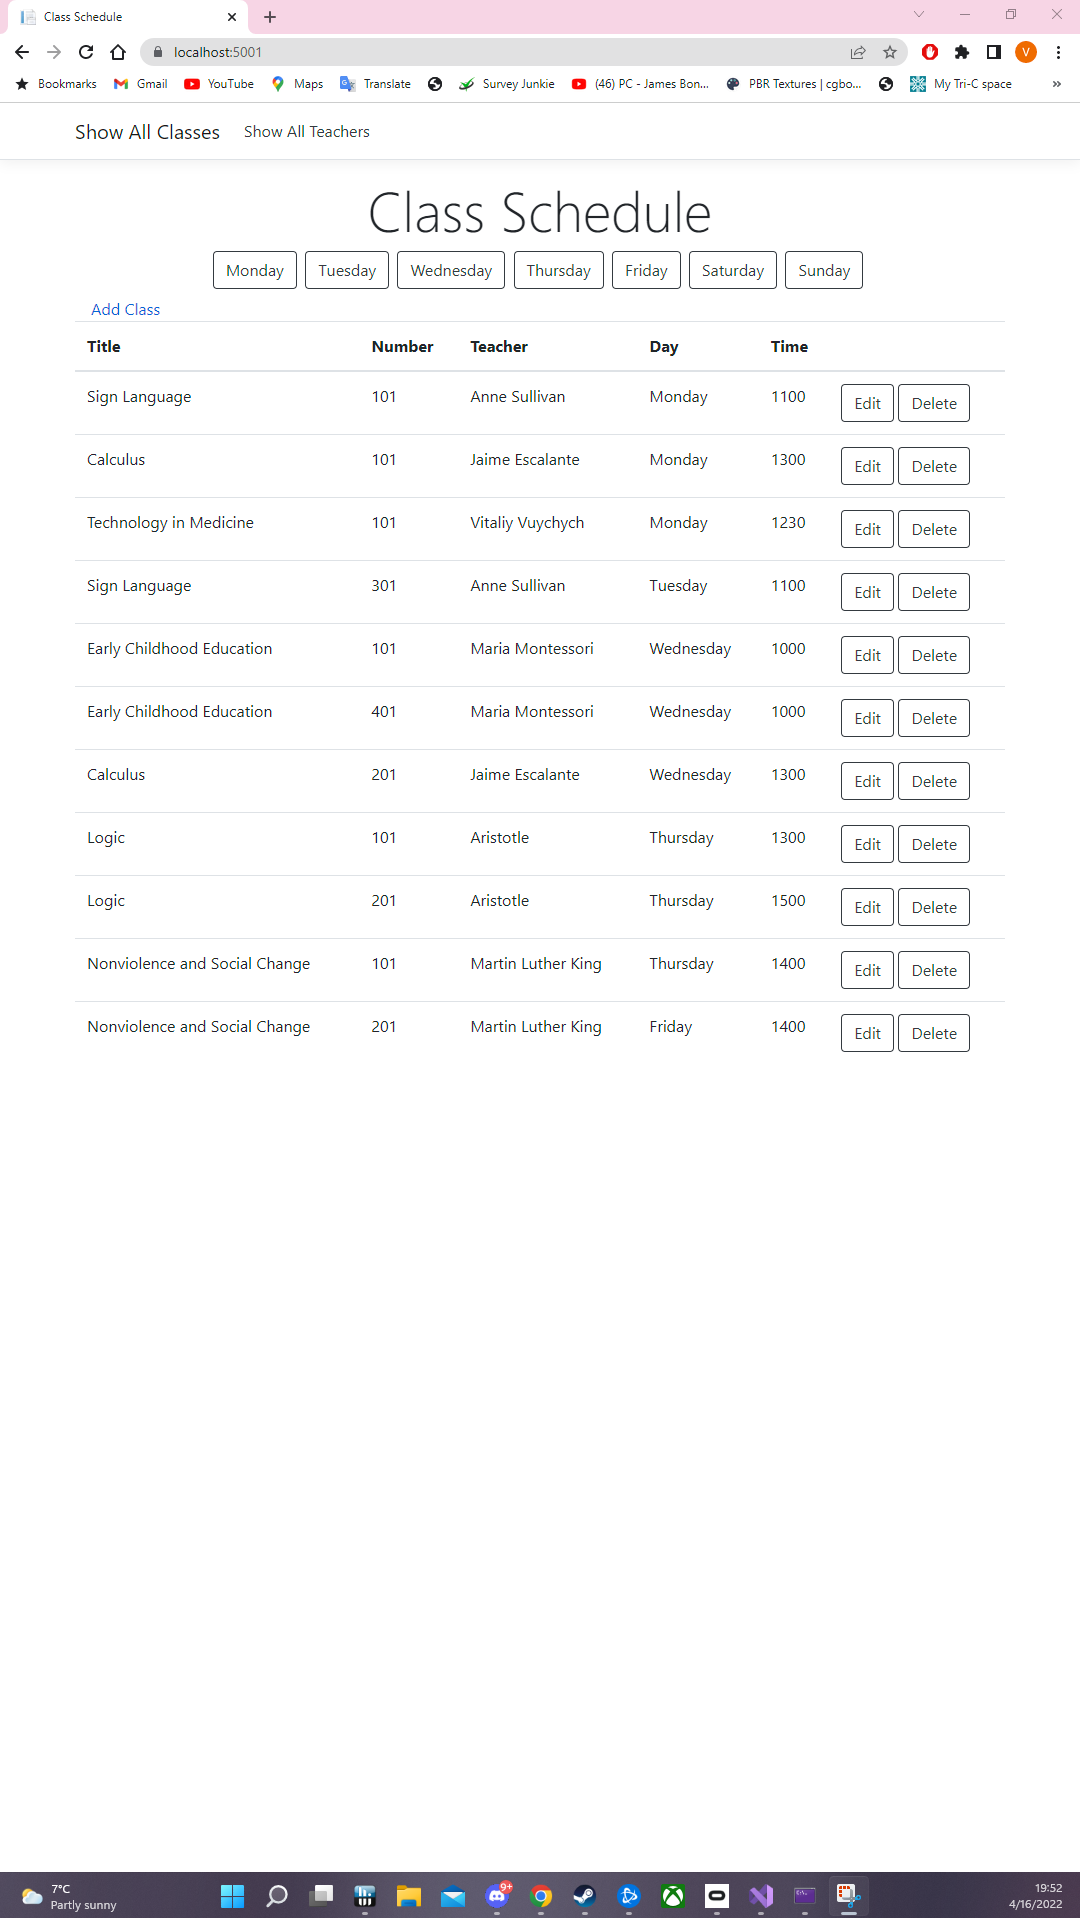 Class Schedule
localhost:5001
V
Bookmarks Gmail YouTube Maps Translate Survey Junkie (46) PC - James Bon... PBR Textures | cgbo... My Tri-C space »
Show All Classes Show All Teachers
Class Schedule
Monday Tuesday Wednesday Thursday Friday Saturday Sunday
Add Class
Title Number Teacher Day Time
Sign Language 101 Anne Sullivan Monday 1100 Edit Delete
Calculus 101 Jaime Escalante Monday 1300 Edit Delete
Technology in Medicine 101 Vitaliy Vuychych Monday 1230 Edit Delete
Sign Language 301 Anne Sullivan Tuesday 1100 Edit Delete
Early Childhood Education 101 Maria Montessori Wednesday 1000 Edit Delete
Early Childhood Education 401 Maria Montessori Wednesday 1000 Edit Delete
Calculus 201 Jaime Escalante Wednesday 1300 Edit Delete
Logic 101 Aristotle Thursday 1300 Edit Delete
Logic 201 Aristotle Thursday 1500 Edit Delete
Nonviolence and Social Change 101 Martin Luther King Thursday 1400 Edit Delete
Nonviolence and Social Change 201 Martin Luther King Friday 1400 Edit Delete
7°C
Partly sunny
9+
19:52
4/16/2022